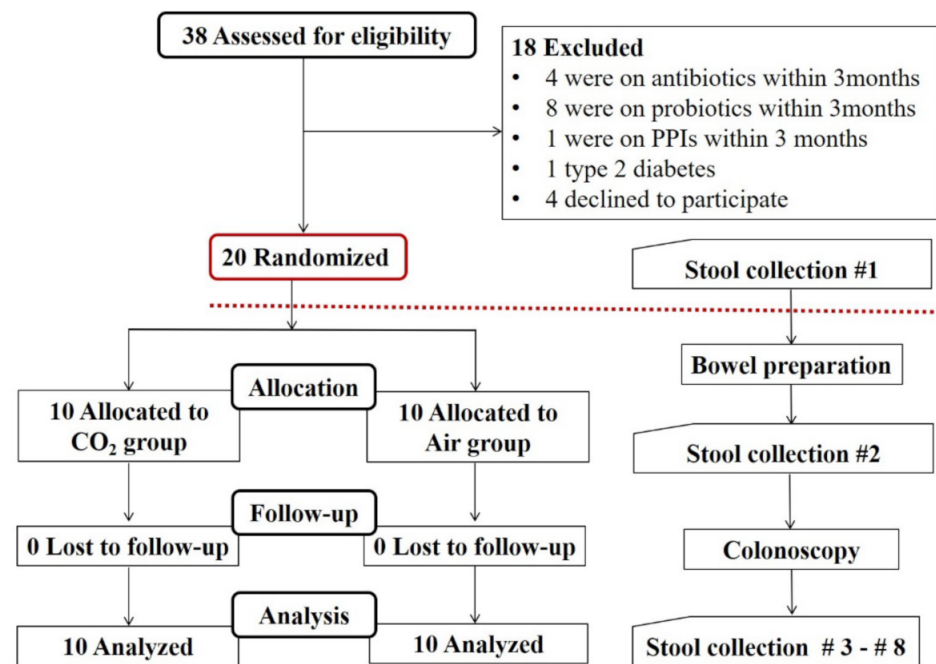 38 Assessed for eligibility
18 Excluded
• 4 were on antibiotics within 3months
• 8 were on probiotics within 3months
• 1 were on PPIs within 3 months
• 1 type 2 diabetes
• 4 declined to participate
20 Randomized
Allocation
10 Allocated to
CO₂ group
10 Allocated to
Air group
Follow-up
0 Lost to follow-up
0 Lost to follow-up
Analysis
10 Analyzed
10 Analyzed
Stool collection #1
Bowel preparation
Stool collection #2
Colonoscopy
Stool collection # 3 - # 8